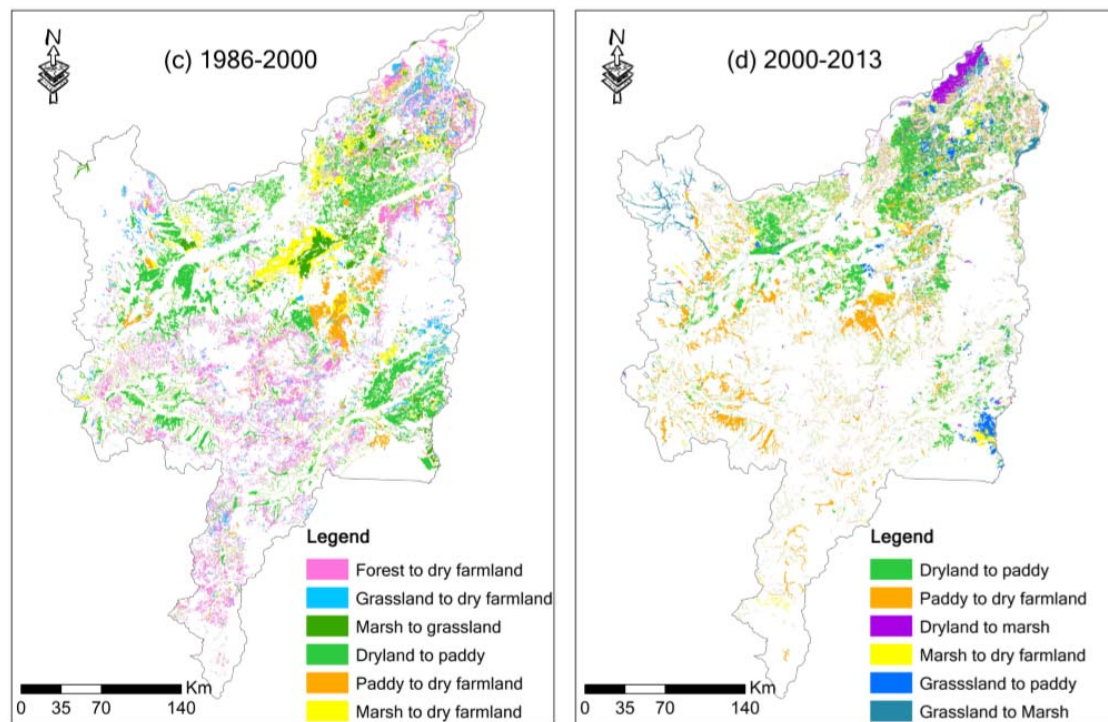 N
(c) 1986-2000
Legend
Forest to dry farmland
Grassland to dry farmland
Marsh to grassland
Dryland to paddy
Paddy to dry farmland
Marsh to dry farmland
Km
0 35 70 140
N
(d) 2000-2013
Legend
Dryland to paddy
Paddy to dry farmland
Dryland to marsh
Marsh to dry farmland
Grasssland to paddy
Grassland to Marsh
Km
0 35 70 140